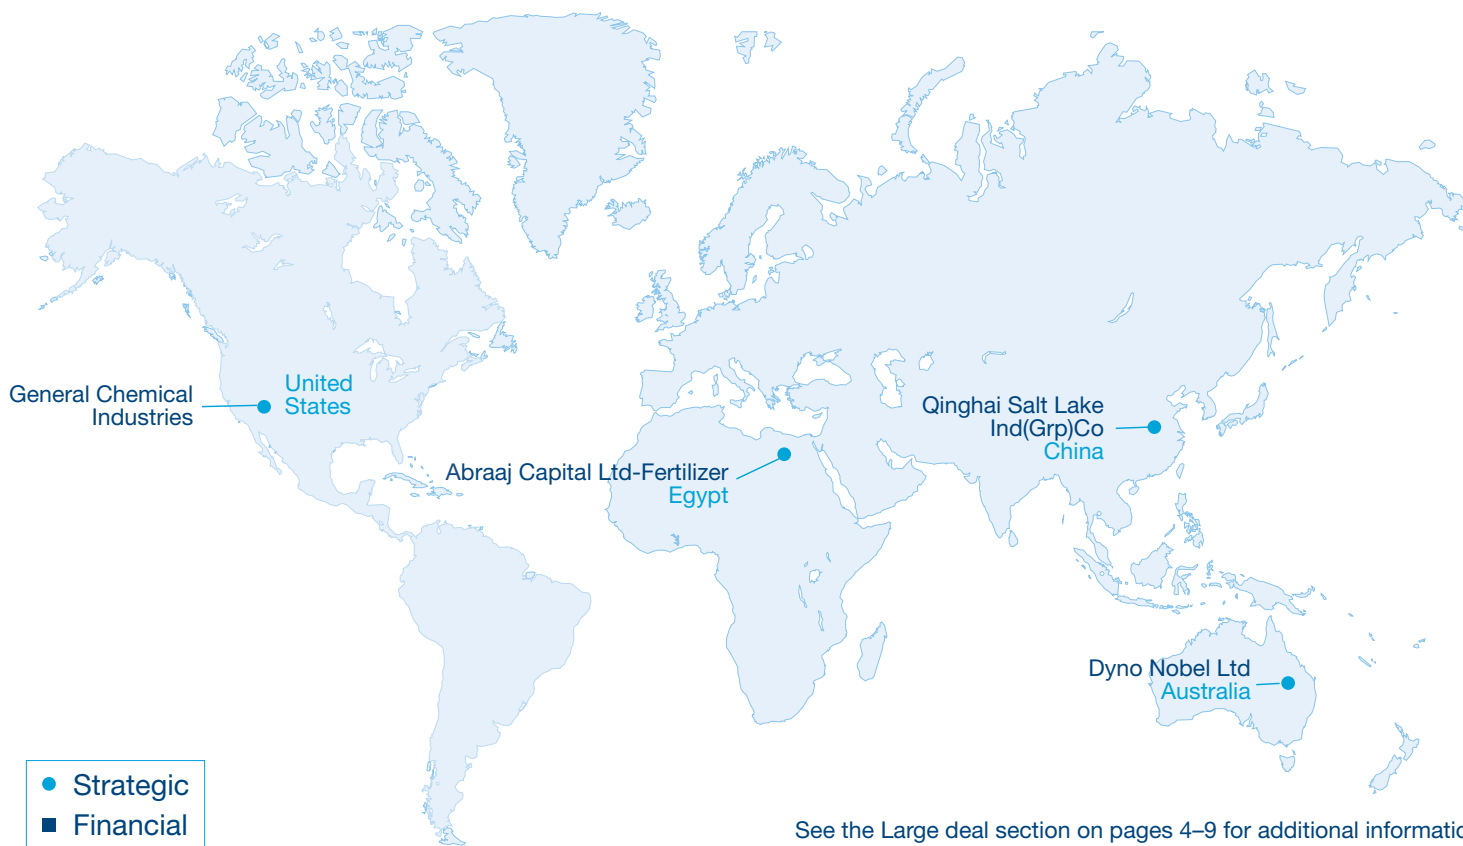 General Chemical
Industries
United
States
Abraaj Capital Ltd-Fertilizer
Egypt
Qinghai Salt Lake
Ind(Grp)Co
China
Dyno Nobel Ltd
Australia
Strategic
Financial
See the Large deal section on pages 4–9 for additional informatio